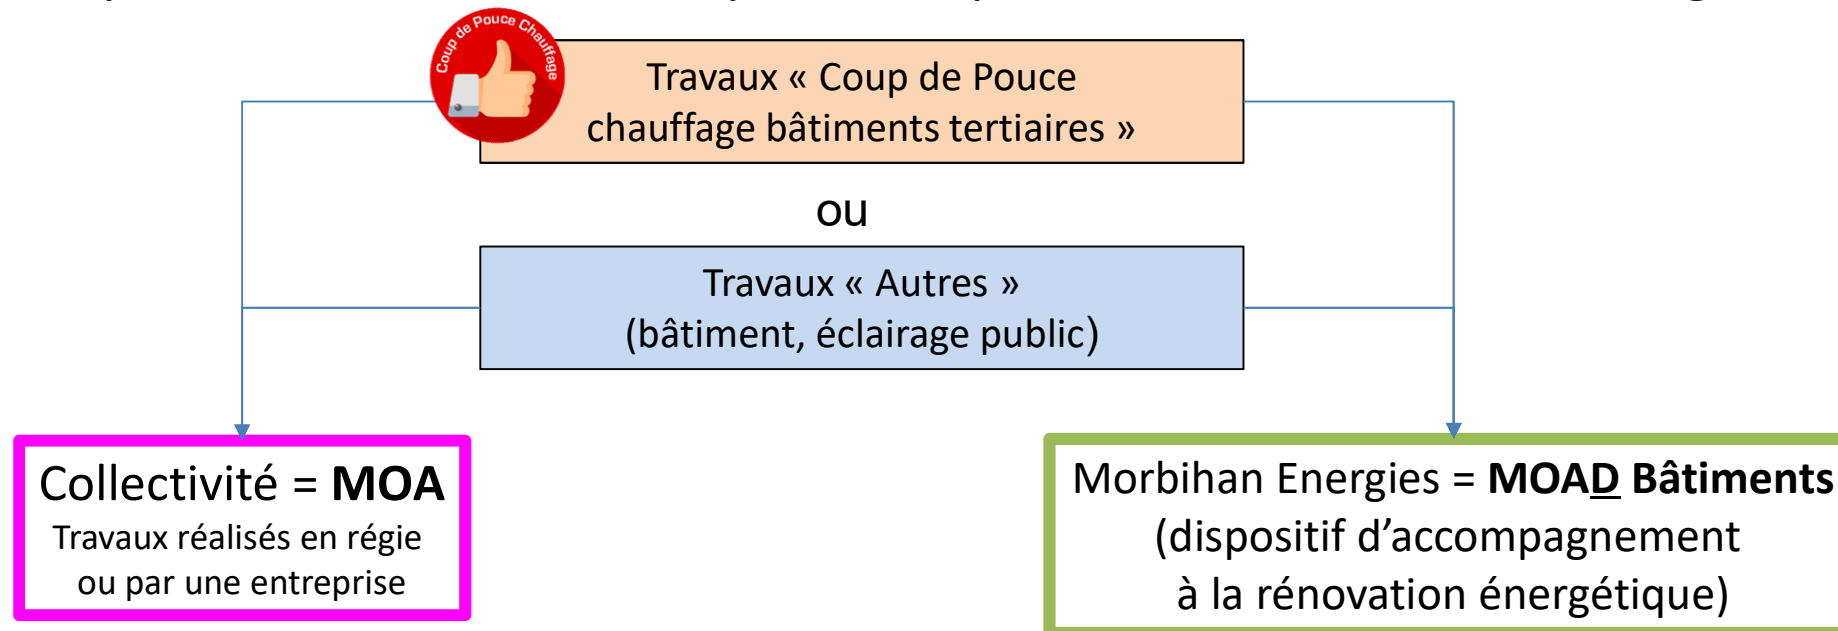 Coup de Pouce Chauffage
Travaux « Coup de Pouce
chauffage bâtiments tertiaires »
ou
Travaux « Autres »
(bâtiment, éclairage public)
Collectivité = MOA
Travaux réalisés en régie
ou par une entreprise
Morbihan Energies = MOAD Bâtiments
(dispositif d’accompagnement
à la rénovation énergétique)